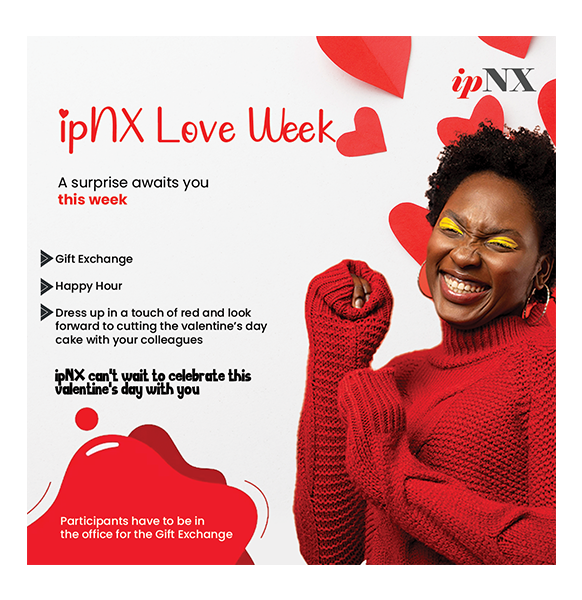 ipNX
ipNX Love Week
A surprise awaits you
this week
Gift Exchange
Happy Hour
Dress up in a touch of red and look
forward to cutting the valentine's day
cake with your colleagues
ipNX can't wait to celebrate this
valentine's day with you
Participants have to be in
the office for the Gift Exchange